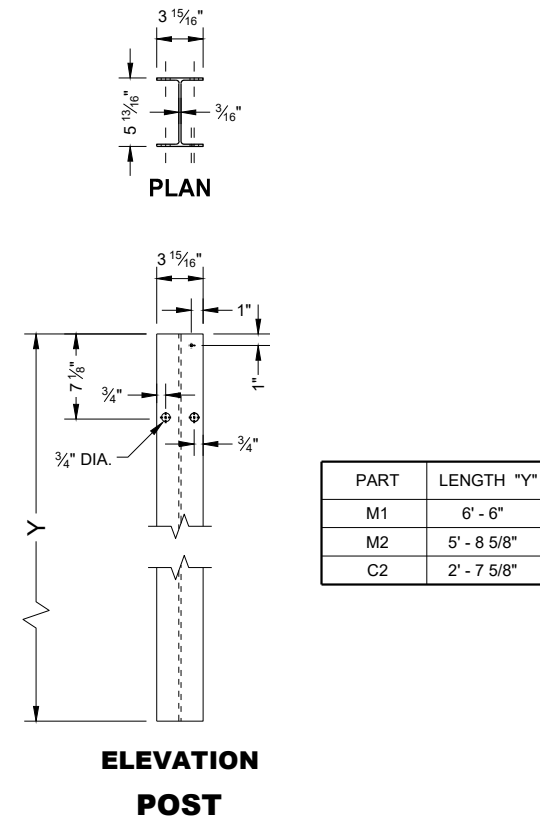 3 15/16"
5 13/16"
3/16"
PLAN
3 15/16"
1"
1"
7 1/8"
3/4"
3/4"
3/4" DIA.
Y
PART LENGTH "Y"
M1 6' - 6"
M2 5' - 8 5/8"
C2 2' - 7 5/8"
ELEVATION
POST